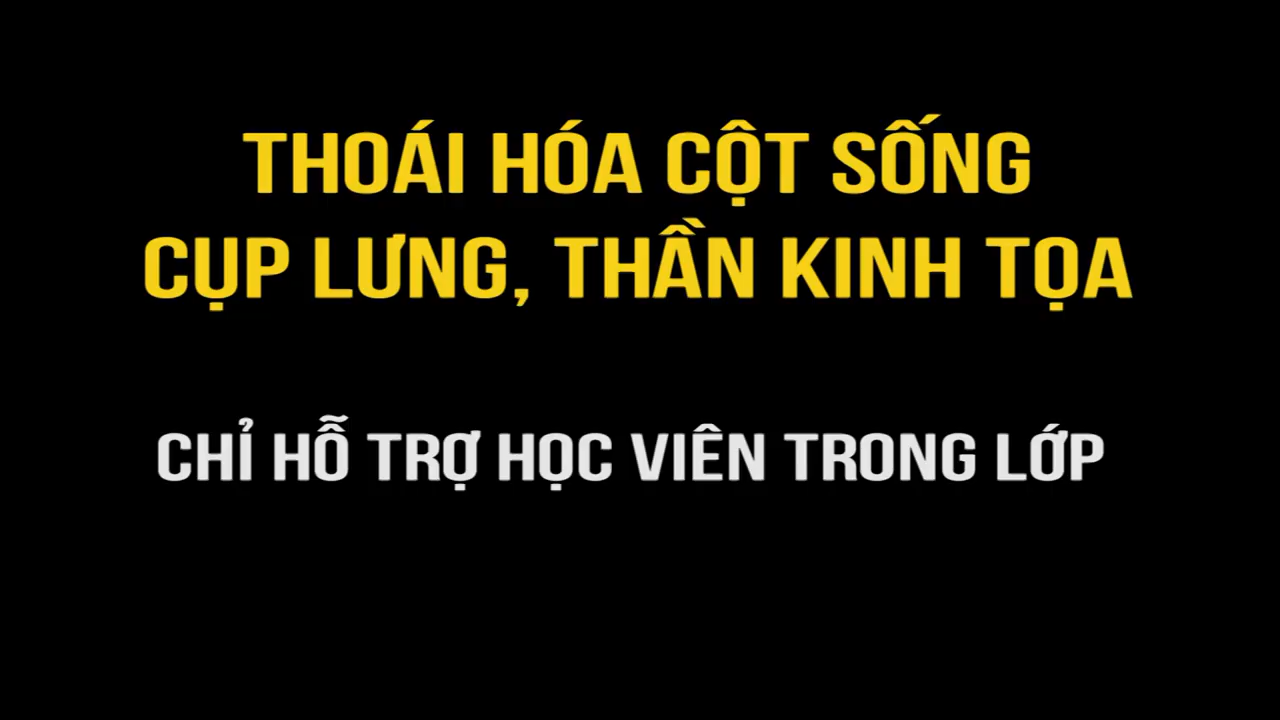 THOÁI HÓA CỘT SỐNG
CỤP LƯNG, THẦN KINH TỌA
CHỈ HỖ TRỢ HỌC VIÊN TRONG LỚP